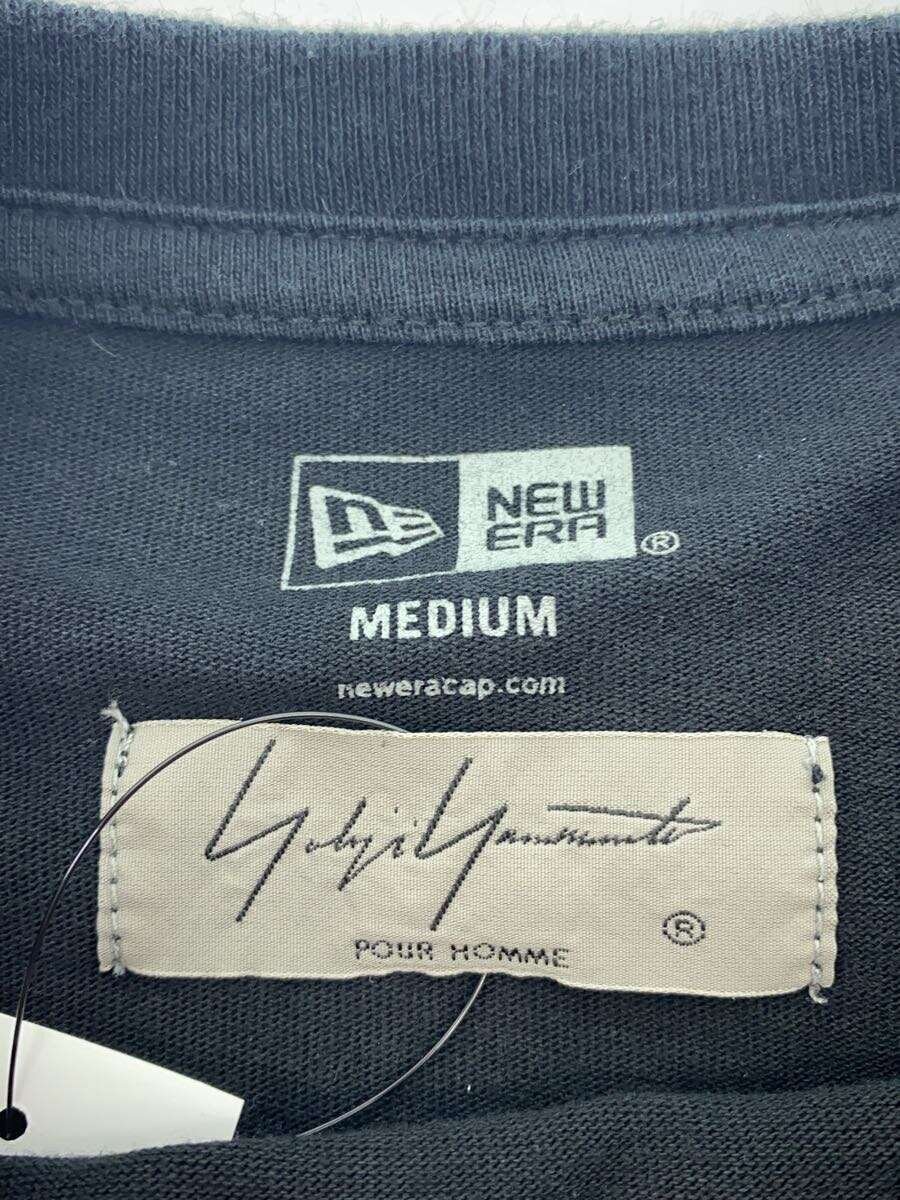 NEW
ERA ®
MEDIUM
neweracap.com
Yohji Yamamoto
®
POUR HOMME